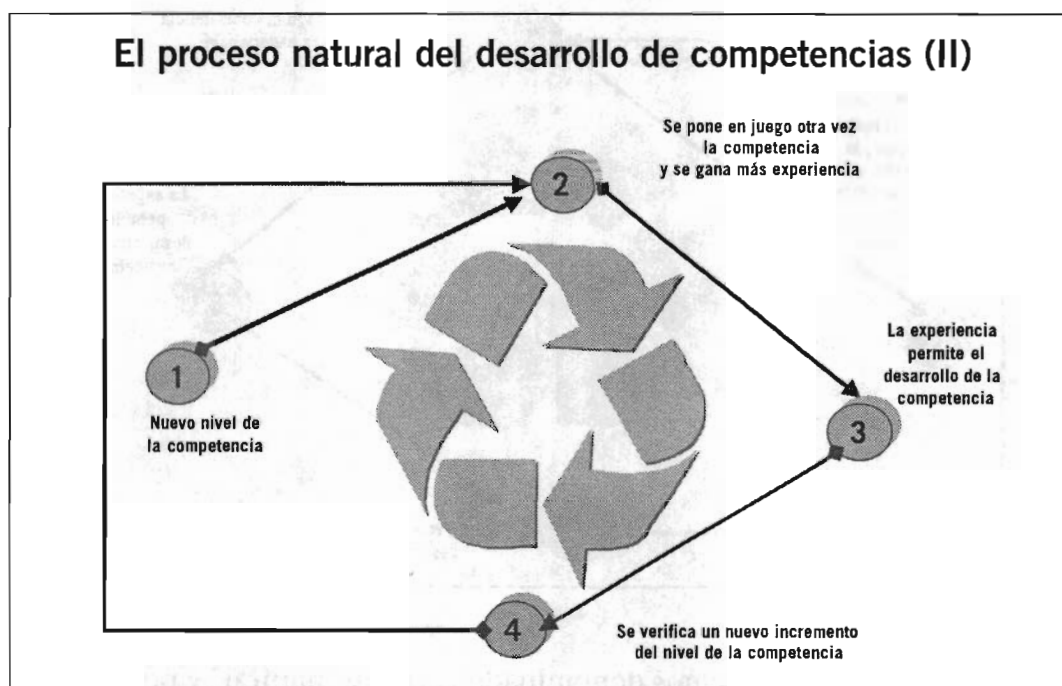 El proceso natural del desarrollo de competencias (II)
Se pone en juego otra vez
la competencia
y se gana más experiencia
2
1
Nuevo nivel de
la competencia
La experiencia
permite el
desarrollo de la
competencia
3
4
Se verifica un nuevo incremento
del nivel de la competencia